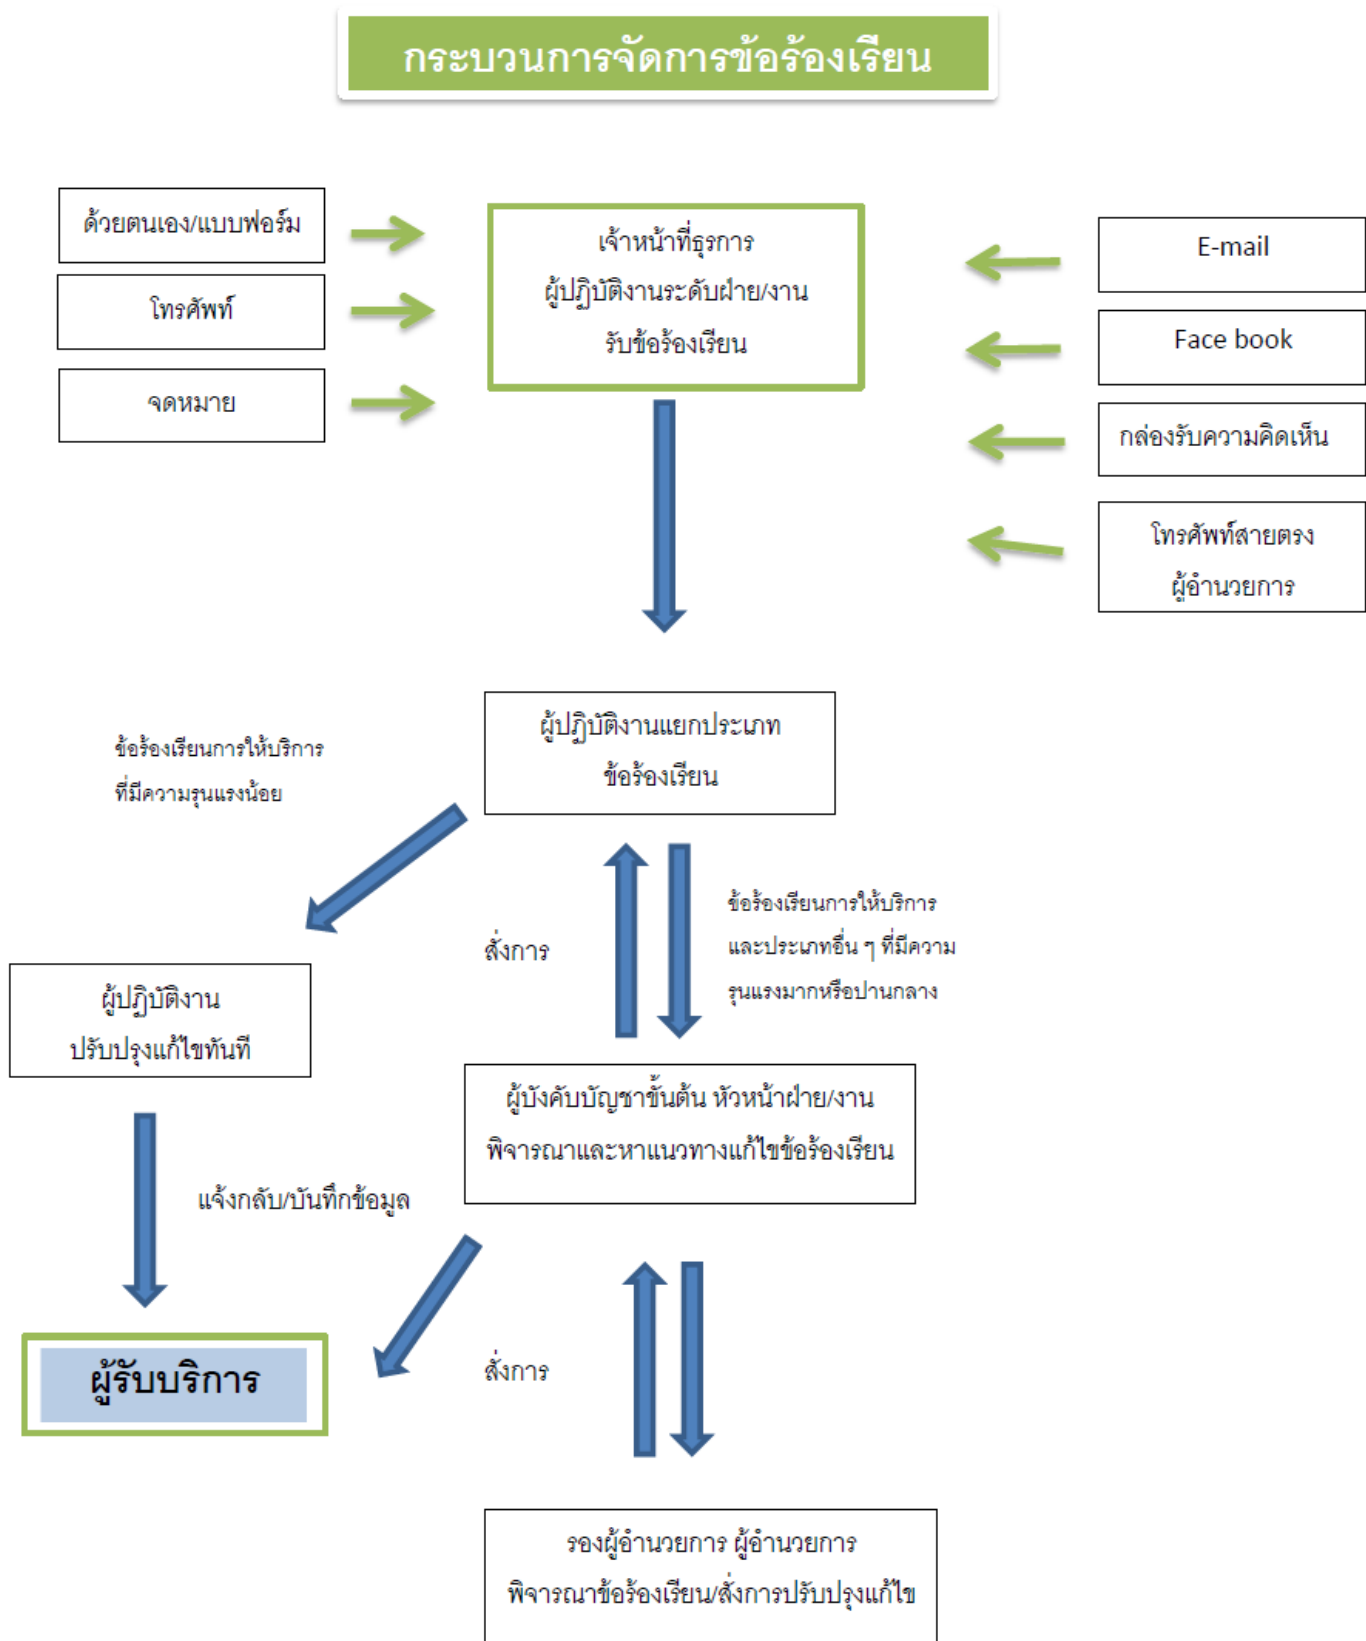 กระบวนการจัดการข้อร้องเรียน
ด้วยตนเอง/แบบฟอร์ม
โทรศัพท์
จดหมาย
เจ้าหน้าที่ธุรการ
ผู้ปฏิบัติงานระดับฝ่าย/งาน
รับข้อร้องเรียน
E-mail
Face book
กล่องรับความคิดเห็น
โทรศัพท์สายตรง
ผู้อำนวยการ
ผู้ปฏิบัติงานแยกประเภท
ข้อร้องเรียน
ข้อร้องเรียนการให้บริการ
ที่มีความรุนแรงน้อย
สั่งการ
ข้อร้องเรียนการให้บริการ
และประเภทอื่น ๆ ที่มีความ
รุนแรงมากหรือปานกลาง
ผู้ปฏิบัติงาน
ปรับปรุงแก้ไขทันที
ผู้บังคับบัญชาขั้นต้น หัวหน้าฝ่าย/งาน
พิจารณาและหาแนวทางแก้ไขข้อร้องเรียน
แจ้งกลับ/บันทึกข้อมูล
ผู้รับบริการ
สั่งการ
รองผู้อำนวยการ ผู้อำนวยการ
พิจารณาข้อร้องเรียน/สั่งการปรับปรุงแก้ไข